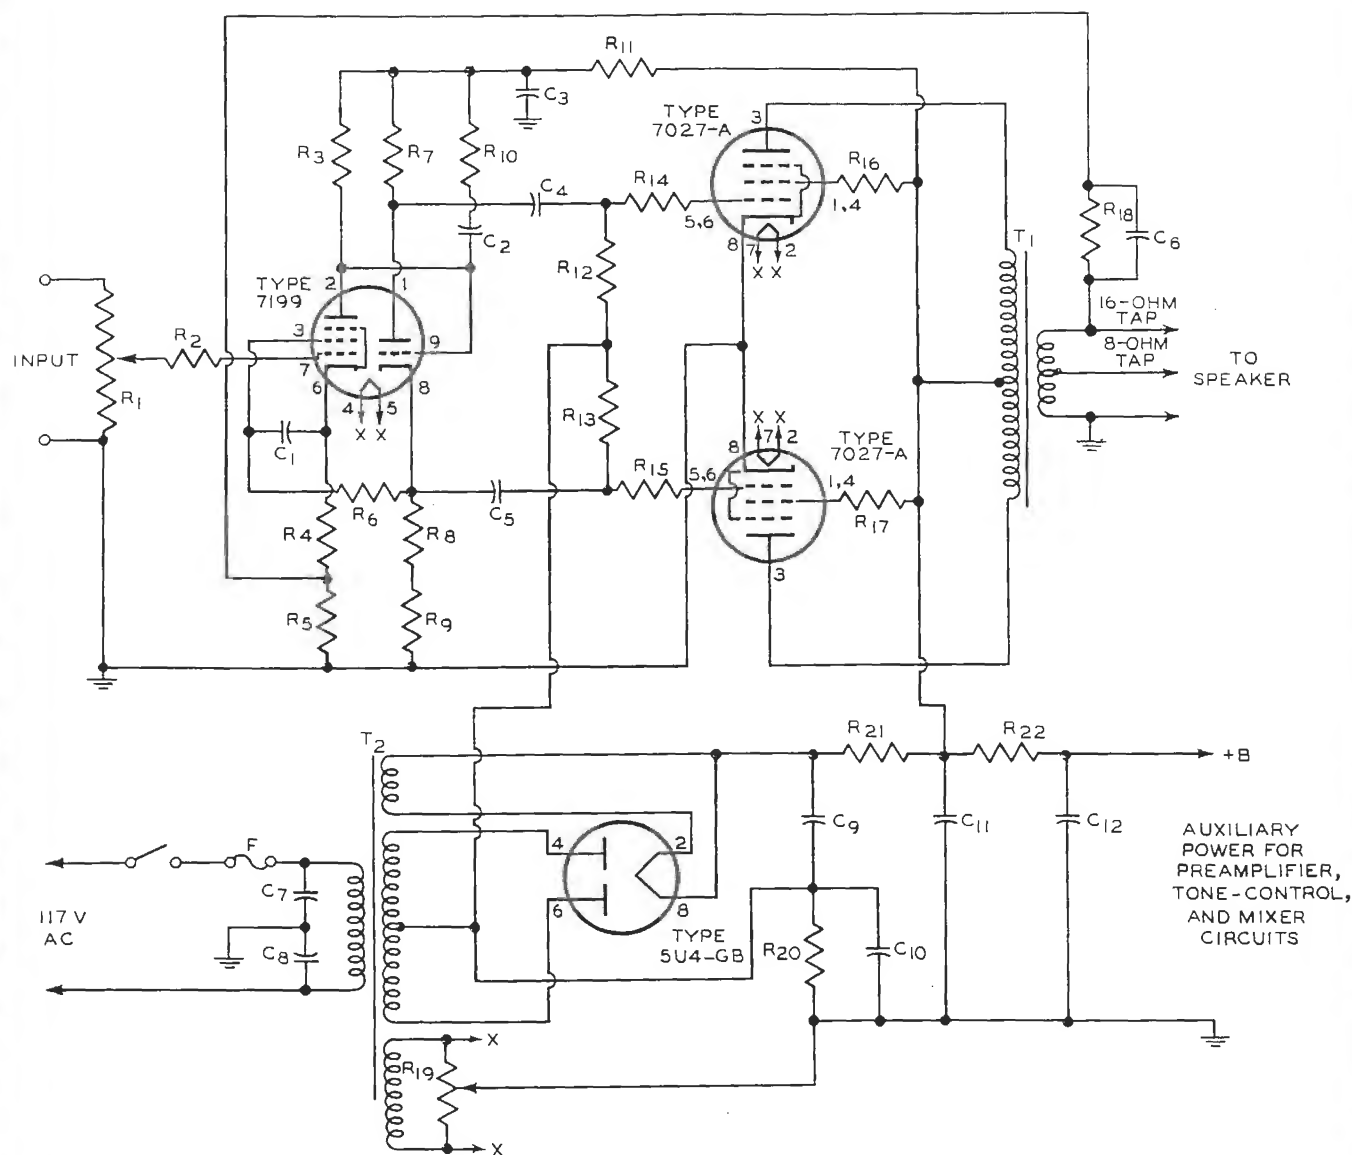 R11
C3
TYPE
7027-A
3
R3
R7
R10
C4
R14
R16
5,6
1,4
8
7
2
X X
C2
R12
R18
C6
T1
TYPE
7199
2
1
3
9
7
6
8
4
5
X X
INPUT
R1
R2
16-OHM
TAP
8-OHM
TAP
TO
SPEAKER
C1
R13
X X
7 2
8
TYPE
7027-A
R6
C5
R15
5,6
1,4
R17
3
R4
R8
R5
R9
T2
R21
R22
+B
C9
C11
C12
4
2
6
8
TYPE
5U4-GB
F
C7
117 V
AC
C8
R20
C10
AUXILIARY
POWER FOR
PREAMPLIFIER,
TONE-CONTROL,
AND MIXER
CIRCUITS
X
R19
X